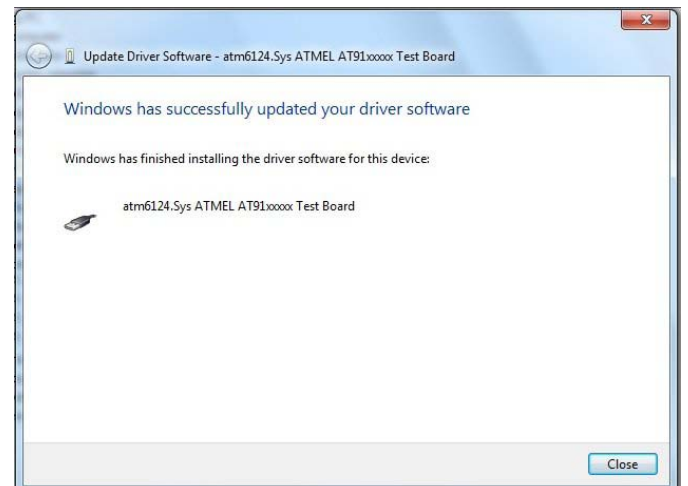 Update Driver Software - atm6124.Sys ATMEL AT91xxxxx Test Board
Windows has successfully updated your driver software
Windows has finished installing the driver software for this device:
atm6124.Sys ATMEL AT91xxxxx Test Board
Close